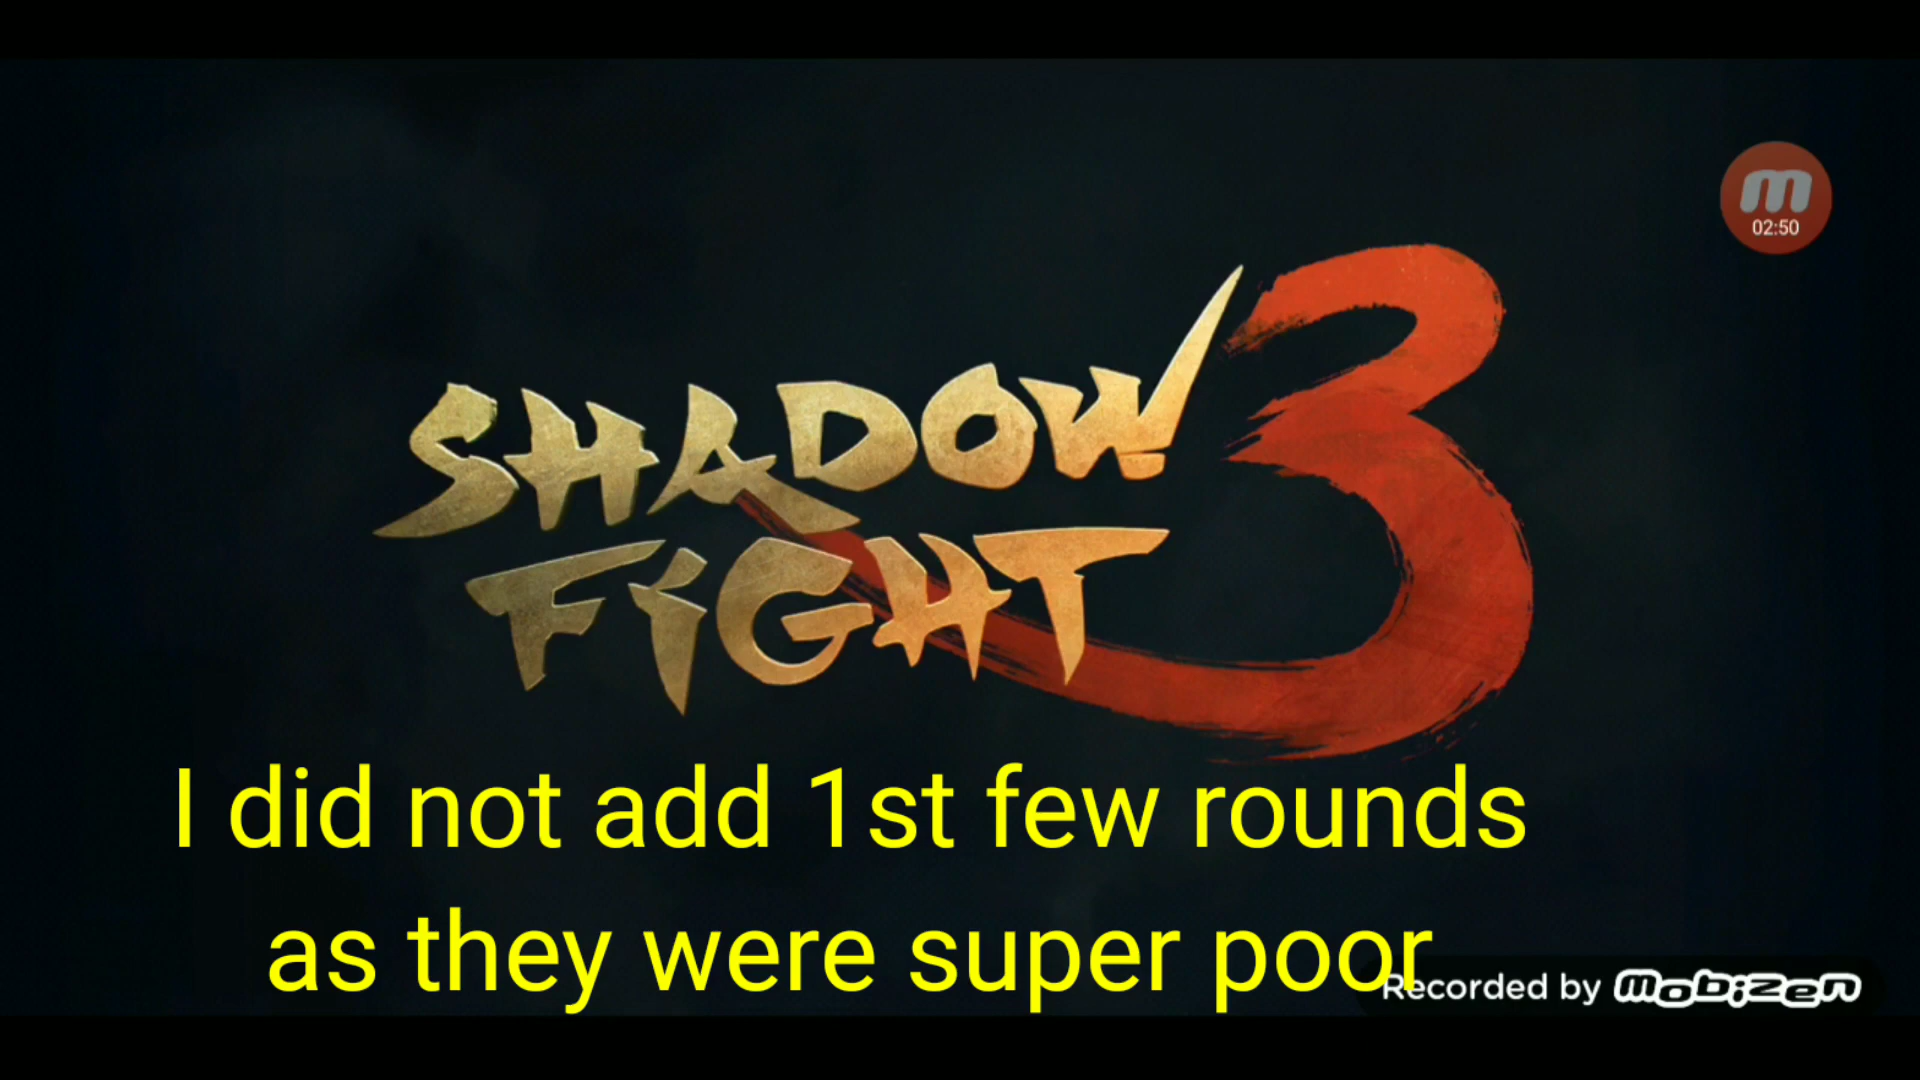 m
02:50
SHADOW
FIGHT
3
I did not add 1st few rounds
as they were super poor
Recorded by mobizen